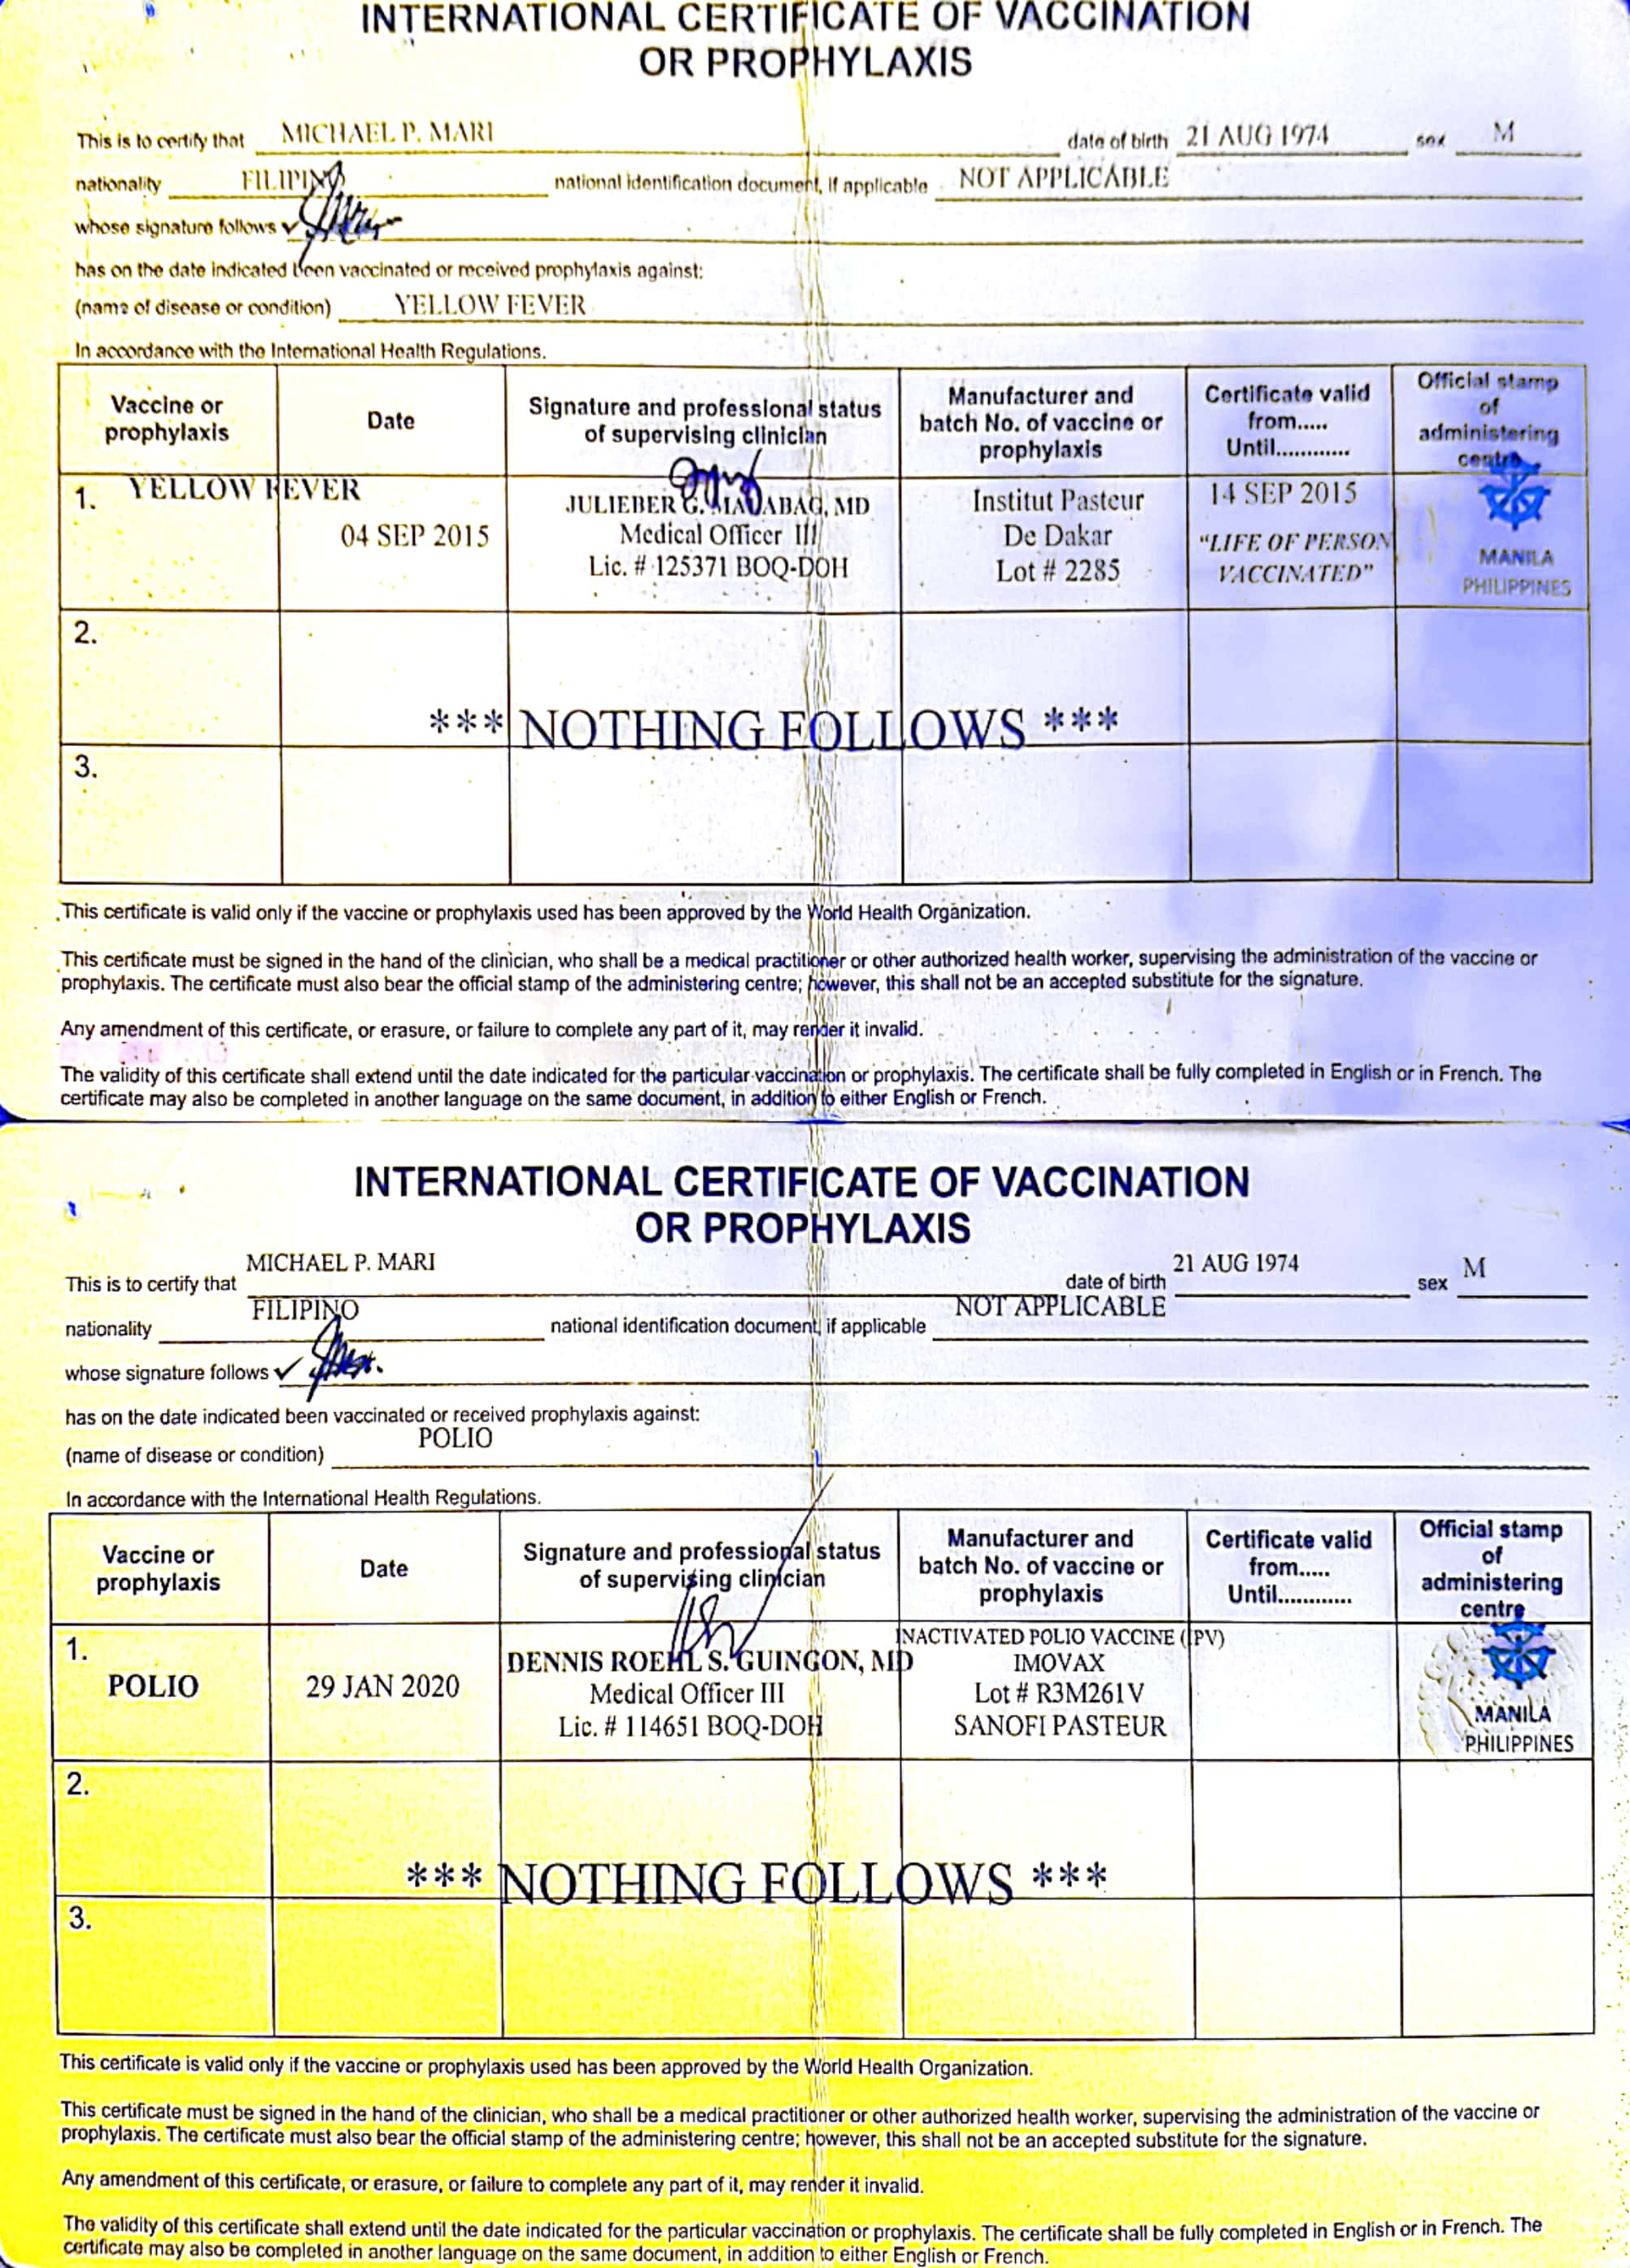 INTERNATIONAL CERTIFICATE OF VACCINATION
OR PROPHYLAXIS
This is to certify that MICHAEL P. MARI date of birth 21 AUG 1974 sex M
nationality FILIPINO national identification document, if applicable NOT APPLICABLE
whose signature follows
has on the date indicated been vaccinated or received prophylaxis against:
(name of disease or condition) YELLOW FEVER
In accordance with the International Health Regulations.
Vaccine or prophylaxis
Date
Signature and professional status of supervising clinician
Manufacturer and batch No. of vaccine or prophylaxis
Certificate valid from..... Until............
Official stamp of administering centre
1. YELLOW FEVER
04 SEP 2015
JULIEBER G. MD
Medical Officer III
Lic. # 125371 BOQ-DOH
Institut Pasteur
De Dakar
Lot # 2285
14 SEP 2015
"LIFE OF PERSON
VACCINATED"
MANILA
PHILIPPINES
2.
*** NOTHING FOLLOWS ***
3.
This certificate is valid only if the vaccine or prophylaxis used has been approved by the World Health Organization.
This certificate must be signed in the hand of the clinician, who shall be a medical practitioner or other authorized health worker, supervising the administration of the vaccine or
prophylaxis. The certificate must also bear the official stamp of the administering centre; however, this shall not be an accepted substitute for the signature.
Any amendment of this certificate, or erasure, or failure to complete any part of it, may render it invalid.
The validity of this certificate shall extend until the date indicated for the particular vaccination or prophylaxis. The certificate shall be fully completed in English or in French. The
certificate may also be completed in another language on the same document, in addition to either English or French.
INTERNATIONAL CERTIFICATE OF VACCINATION
OR PROPHYLAXIS
This is to certify that MICHAEL P. MARI date of birth 21 AUG 1974 sex M
nationality FILIPINO national identification document, if applicable NOT APPLICABLE
whose signature follows
has on the date indicated been vaccinated or received prophylaxis against:
(name of disease or condition) POLIO
In accordance with the International Health Regulations.
Vaccine or prophylaxis
Date
Signature and professional status of supervising clinician
Manufacturer and batch No. of vaccine or prophylaxis
Certificate valid from..... Until............
Official stamp of administering centre
1.
POLIO
29 JAN 2020
DENNIS ROEHL S. GUINGON, MD
Medical Officer III
Lic. # 114651 BOQ-DOH
INACTIVATED POLIO VACCINE (IPV)
IMOVAX
Lot # R3M261V
SANOFI PASTEUR
MANILA
PHILIPPINES
2.
*** NOTHING FOLLOWS ***
3.
This certificate is valid only if the vaccine or prophylaxis used has been approved by the World Health Organization.
This certificate must be signed in the hand of the clinician, who shall be a medical practitioner or other authorized health worker, supervising the administration of the vaccine or
prophylaxis. The certificate must also bear the official stamp of the administering centre; however, this shall not be an accepted substitute for the signature.
Any amendment of this certificate, or erasure, or failure to complete any part of it, may render it invalid.
The validity of this certificate shall extend until the date indicated for the particular vaccination or prophylaxis. The certificate shall be fully completed in English or in French. The
certificate may also be completed in another language on the same document, in addition to either English or French.